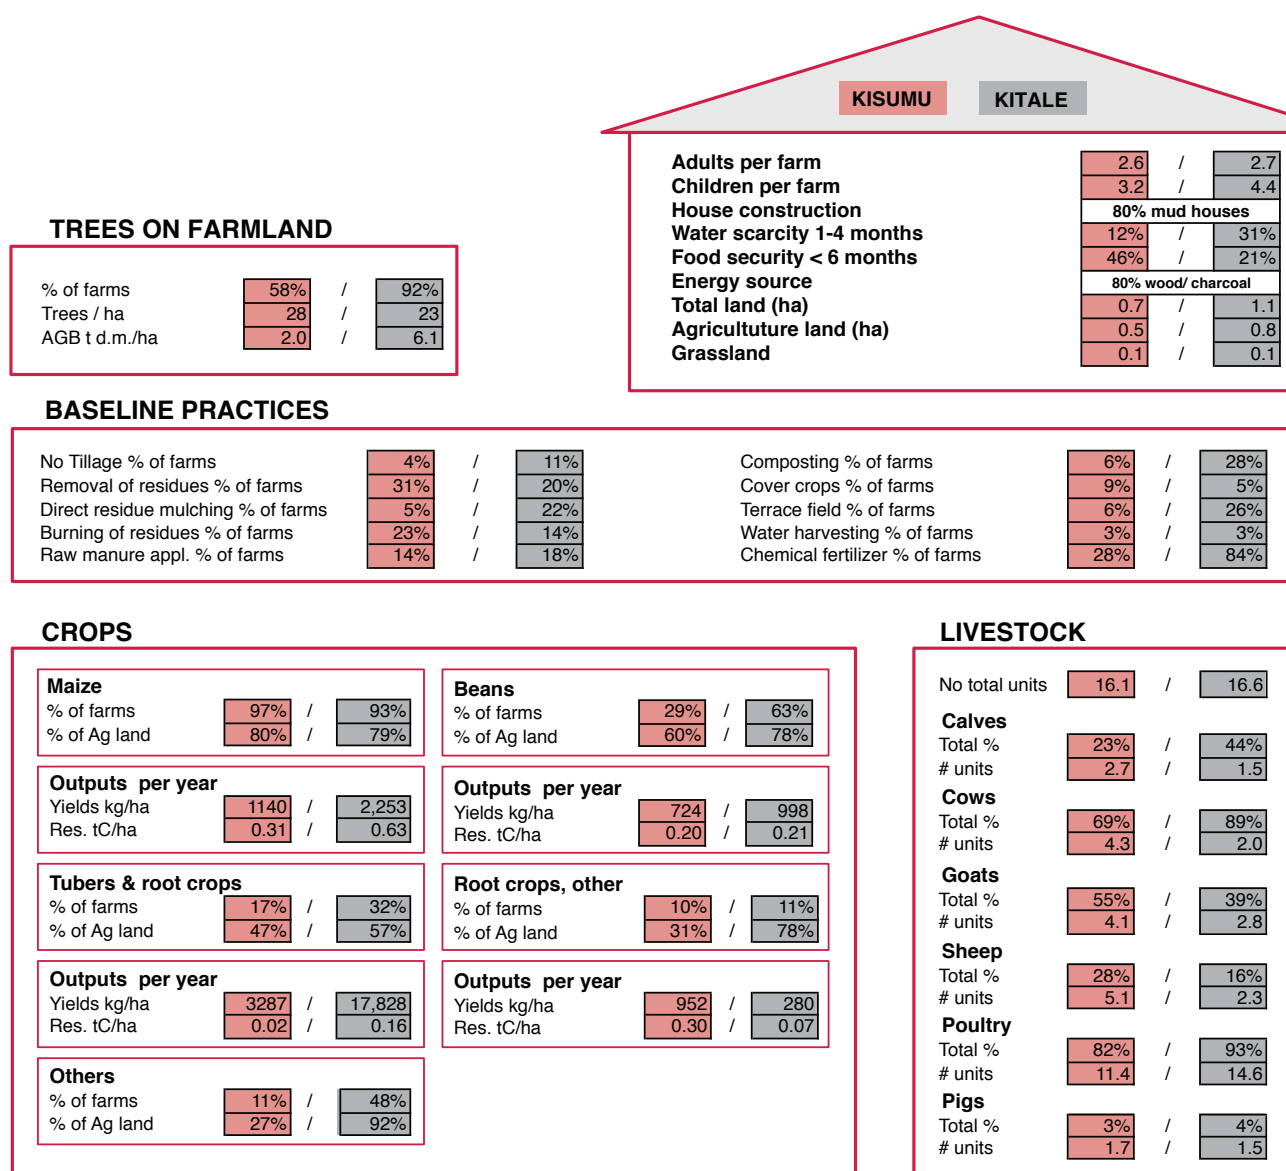 KISUMU KITALE
Adults per farm 2.6 / 2.7
Children per farm 3.2 / 4.4
House construction 80% mud houses
Water scarcity 1-4 months 12% / 31%
Food security < 6 months 46% / 21%
Energy source 80% wood/ charcoal
Total land (ha) 0.7 / 1.1
Agricultuture land (ha) 0.5 / 0.8
Grassland 0.1 / 0.1
TREES ON FARMLAND
% of farms 58% / 92%
Trees / ha 28 / 23
AGB t d.m./ha 2.0 / 6.1
BASELINE PRACTICES
No Tillage % of farms 4% / 11%
Removal of residues % of farms 31% / 20%
Direct residue mulching % of farms 5% / 22%
Burning of residues % of farms 23% / 14%
Raw manure appl. % of farms 14% / 18%
Composting % of farms 6% / 28%
Cover crops % of farms 9% / 5%
Terrace field % of farms 6% / 26%
Water harvesting % of farms 3% / 3%
Chemical fertilizer % of farms 28% / 84%
CROPS
Maize
% of farms 97% / 93%
% of Ag land 80% / 79%
Outputs per year
Yields kg/ha 1140 / 2,253
Res. tC/ha 0.31 / 0.63
Tubers & root crops
% of farms 17% / 32%
% of Ag land 47% / 57%
Outputs per year
Yields kg/ha 3287 / 17,828
Res. tC/ha 0.02 / 0.16
Others
% of farms 11% / 48%
% of Ag land 27% / 92%
Beans
% of farms 29% / 63%
% of Ag land 60% / 78%
Outputs per year
Yields kg/ha 724 / 998
Res. tC/ha 0.20 / 0.21
Root crops, other
% of farms 10% / 11%
% of Ag land 31% / 78%
Outputs per year
Yields kg/ha 952 / 280
Res. tC/ha 0.30 / 0.07
LIVESTOCK
No total units 16.1 / 16.6
Calves
Total % 23% / 44%
# units 2.7 / 1.5
Cows
Total % 69% / 89%
# units 4.3 / 2.0
Goats
Total % 55% / 39%
# units 4.1 / 2.8
Sheep
Total % 28% / 16%
# units 5.1 / 2.3
Poultry
Total % 82% / 93%
# units 11.4 / 14.6
Pigs
Total % 3% / 4%
# units 1.7 / 1.5